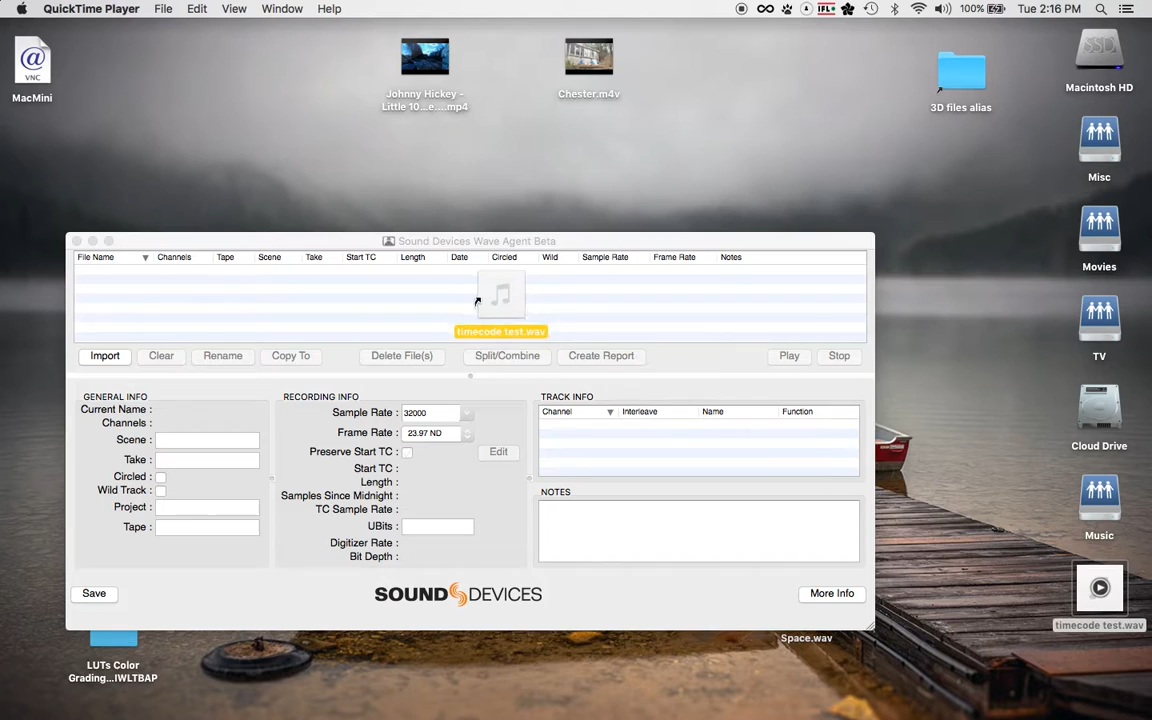 QuickTime Player File Edit View Window Help
IFL 100% Tue 2:16 PM
@
VNC
MacMini
Johnny Hickey -
Little 10...e....mp4
Chester.m4v
3D files alias
SSD
Macintosh HD
Misc
Movies
TV
Cloud Drive
Music
timecode test.wav
Sound Devices Wave Agent Beta
File Name Channels Tape Scene Take Start TC Length Date Circled Wild Sample Rate Frame Rate Notes
timecode test.wav
Import Clear Rename Copy To Delete File(s) Split/Combine Create Report Play Stop
GENERAL INFO
Current Name :
Channels :
Scene :
Take :
Circled :
Wild Track :
Project :
Tape :
RECORDING INFO
Sample Rate : 32000
Frame Rate : 23.97 ND
Preserve Start TC : Edit
Start TC :
Length :
Samples Since Midnight :
TC Sample Rate :
UBits :
Digitizer Rate :
Bit Depth :
TRACK INFO
Channel Interleave Name Function
NOTES
Save SOUND DEVICES More Info
Space.wav
LUTs Color
Grading...IWLTBAP